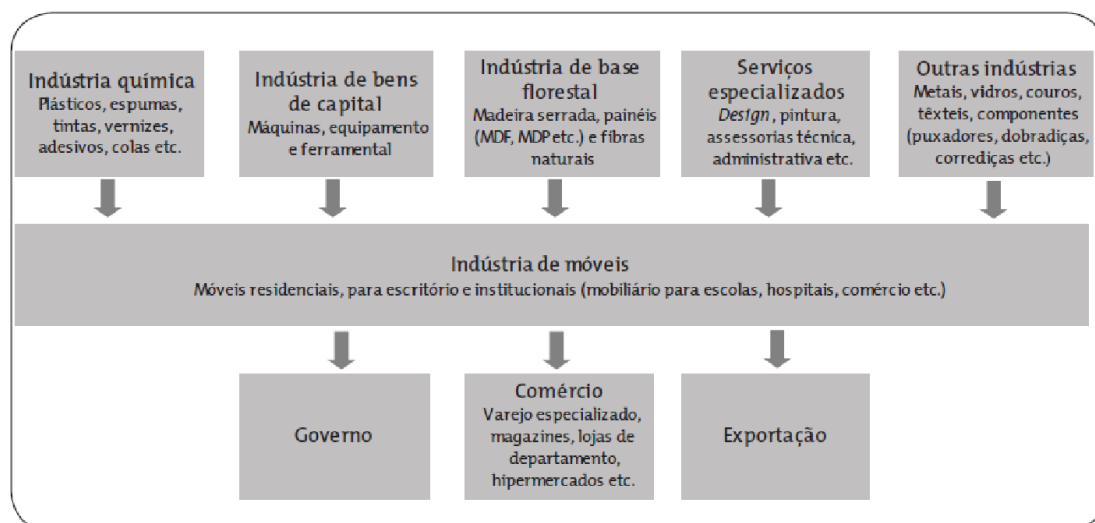 Indústria química
Plásticos, espumas,
tintas, vernizes,
adesivos, colas etc.
Indústria de bens
de capital
Máquinas, equipamento
e ferramental
Indústria de base
florestal
Madeira serrada, painéis
(MDF, MDP etc.) e fibras
naturais
Serviços
especializados
Design, pintura,
assessorias técnica,
administrativa etc.
Outras indústrias
Metais, vidros, couros,
têxteis, componentes
(puxadores, dobradiças,
corrediças etc.)
Indústria de móveis
Móveis residenciais, para escritório e institucionais (mobiliário para escolas, hospitais, comércio etc.)
Governo
Comércio
Varejo especializado,
magazines, lojas de
departamento,
hipermercados etc.
Exportação